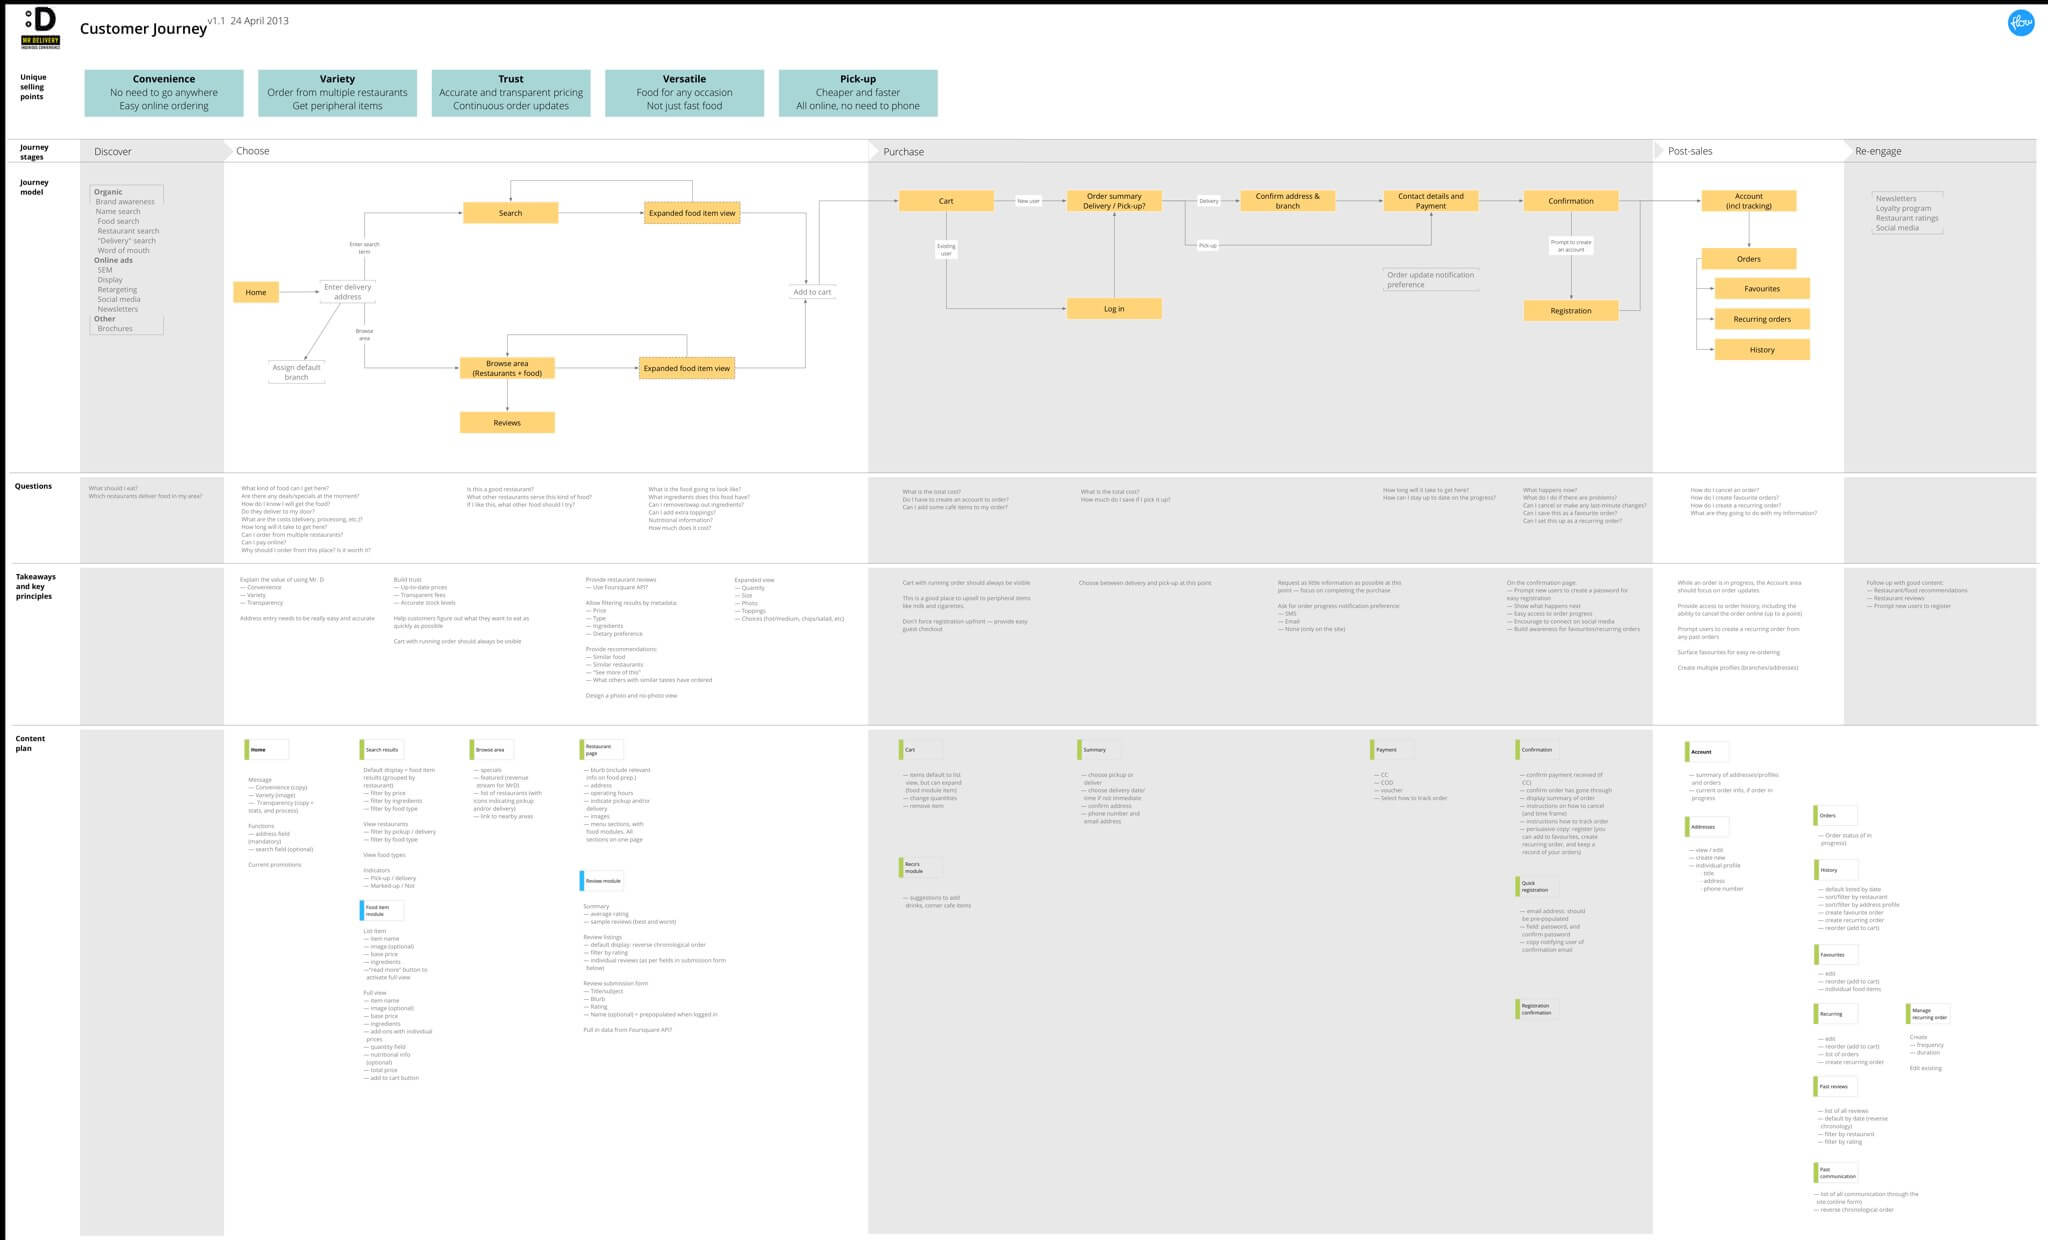 :D
MR DELIVERY
Customer Journey
v1.1 24 April 2013
flow
Unique
selling
points
Convenience
No need to go anywhere
Easy online ordering
Variety
Order from multiple restaurants
Get peripheral items
Trust
Accurate and transparent pricing
Continuous order updates
Versatile
Food for any occasion
Not just fast food
Pick-up
Cheaper and faster
All online, no need to phone
Journey
stages
Discover
Choose
Purchase
Post-sales
Re-engage
Journey
model
Organic
Brand awareness
Name search
Food search
Restaurant search
"Delivery" search
Word of mouth
Online ads
SEM
Display
Retargeting
Social media
Newsletters
Other
Brochures
Home
Enter delivery
address
Assign default
branch
Enter search
term
Browse
area
Search
Expanded food item view
Browse area
(Restaurants + food)
Expanded food item view
Reviews
Add to cart
Cart
New user
Existing
user
Order summary
Delivery / Pick-up?
Log in
Delivery
Pick-up
Confirm address &
branch
Contact details and
Payment
Order update notification
preference
Confirmation
Prompt to create
an account
Registration
Account
(incl tracking)
Orders
Favourites
Recurring orders
History
Newsletters
Loyalty program
Restaurant ratings
Social media
Questions
What should I eat?
Which restaurants deliver food in my area?
What kind of food can I get here?
Are there any deals/specials at the moment?
How do I know I will get the food?
Do they deliver to my door?
What are the costs (delivery, processing, etc.)?
How long will it take to get here?
Can I order from multiple restaurants?
Can I pay online?
Why should I order from this place? Is it worth it?
Is this a good restaurant?
What other restaurants serve this kind of food?
If I like this, what other food should I try?
What is the food going to look like?
What ingredients does this food have?
Can I remove/swap out ingredients?
Can I add extra toppings?
Nutritional information?
How much does it cost?
What is the total cost?
Do I have to create an account to order?
Can I add some cafe items to my order?
What is the total cost?
How much do I save if I pick it up?
How long will it take to get here?
How can I stay up to date on the progress?
What happens now?
What do I do if there are problems?
Can I cancel or make any last-minute changes?
Can I save this as a favourite order?
Can I set this up as a recurring order?
How do I cancel an order?
How do I create favourite orders?
How do I create a recurring order?
What are they going to do with my information?
Takeaways
and key
principles
Explain the value of using Mr. D
— Convenience
— Variety
— Transparency
Address entry needs to be really easy and accurate
Build trust
— Up-to-date prices
— Transparent fees
— Accurate stock levels
Help customers figure out what they want to eat as
quickly as possible
Cart with running order should always be visible
Provide restaurant reviews
— Use Foursquare API?
Allow filtering results by metadata:
— Price
— Type
— Ingredients
— Dietary preference
Provide recommendations:
— Similar food
— Similar restaurants
— "See more of this"
— What others with similar tastes have ordered
Design a photo and no-photo view
Expanded view
— Quantity
— Size
— Photo
— Toppings
— Choices (hot/medium, chips/salad, etc)
Cart with running order should always be visible
This is a good place to upsell to peripheral items
like milk and cigarettes.
Don't force registration upfront — provide easy
guest checkout
Choose between delivery and pick-up at this point
Request as little information as possible at this
point — focus on completing the purchase
Ask for order progress notification preference:
— SMS
— Email
— None (only on the site)
On the confirmation page:
— Prompt new users to create a password for
easy registration
— Show what happens next
— Easy access to order progress
— Encourage to connect on social media
— Build awareness for favourites/recurring orders
While an order is in progress, the Account area
should focus on order updates
Provide access to order history, including the
ability to cancel the order online (up to a point)
Prompt users to create a recurring order from
any past orders
Surface favourites for easy re-ordering
Create multiple profiles (branches/addresses)
Follow up with good content:
— Restaurant/food recommendations
— Restaurant reviews
— Prompt new users to register
Content
plan
Home
Message
— Convenience (copy)
— Variety (image)
— Transparency (copy +
stats, and process)
Functions
— address field
(mandatory)
— search field (optional)
Current promotions
Search results
Default display = food item
results (grouped by
restaurant)
— filter by price
— filter by ingredients
— filter by food type
View restaurants
— filter by pickup / delivery
— filter by food type
View food types
Indicators
— Pick-up / delivery
— Marked-up / Not
Food item
module
List item
— item name
— image (optional)
— base price
— ingredients
—"read more" button to
activate full view
Full view
— item name
— image (optional)
— base price
— ingredients
— add-ons with individual
prices
— quantity field
— nutritional info
(optional)
— total price
— add to cart button
Browse area
— specials
— featured (revenue
stream for MrD)
— list of restaurants (with
icons indicating pickup
and/or delivery)
— link to nearby areas
Restaurant
page
— blurb (include relevant
info on food prep )
— address
— operating hours
— indicate pickup and/or
delivery
— images
— menu sections, with
food modules. All
sections on one page
Review module
Summary
— average rating
— sample reviews (best and worst)
Review listings
— default display: reverse chronological order
— filter by rating
— individual reviews (as per fields in submission form
below)
Review submission form
— Title/subject
— Blurb
— Rating
— Name (optional) = prepopulated when logged in
Pull in data from Foursquare API?
Cart
— items default to list
view, but can expand
(food module item)
— change quantities
— remove item
Reco's
module
— suggestions to add
drinks, corner cafe items
Summary
— choose pickup or
deliver
— choose delivery date/
time if not immediate
— confirm address
— phone number and
email address
Payment
— CC
— COD
— voucher
— Select how to track order
Confirmation
— confirm payment received (if
CC)
— confirm order has gone through
— display summary of order
— instructions on how to cancel
(and time frame)
— instructions how to track order
— persuasive copy: register (you
can add to favourites, create
recurring order, and keep a
record of your orders)
Quick
registration
— email address: should
be pre-populated
— field: password, and
confirm password
— copy notifying user of
confirmation email
Registration
confirmation
Account
— summary of addresses/profiles
and orders
— current order info, if order in
progress
Addresses
— view / edit
— create new
— individual profile
- title
- address
- phone number
Orders
— Order status (if in
progress)
History
— default listed by date
— sort/filter by restaurant
— sort/filter by address profile
— create favourite order
— create recurring order
— reorder (add to cart)
Favourites
— edit
— reorder (add to cart)
— individual food items
Recurring
— edit
— reorder (add to cart)
— list of orders
— create recurring order
Manage
recurring order
Create
— frequency
— duration
Edit existing
Past reviews
— list of all reviews
— default by date (reverse
chronology)
— filter by restaurant
— filter by rating
Past
communication
— list of all communication through the
site (online form)
— reverse chronological order